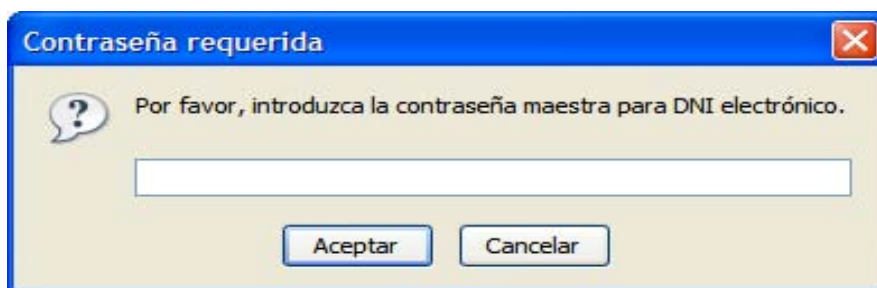 Contraseña requerida
Por favor, introduzca la contraseña maestra para DNI electrónico.
Aceptar Cancelar